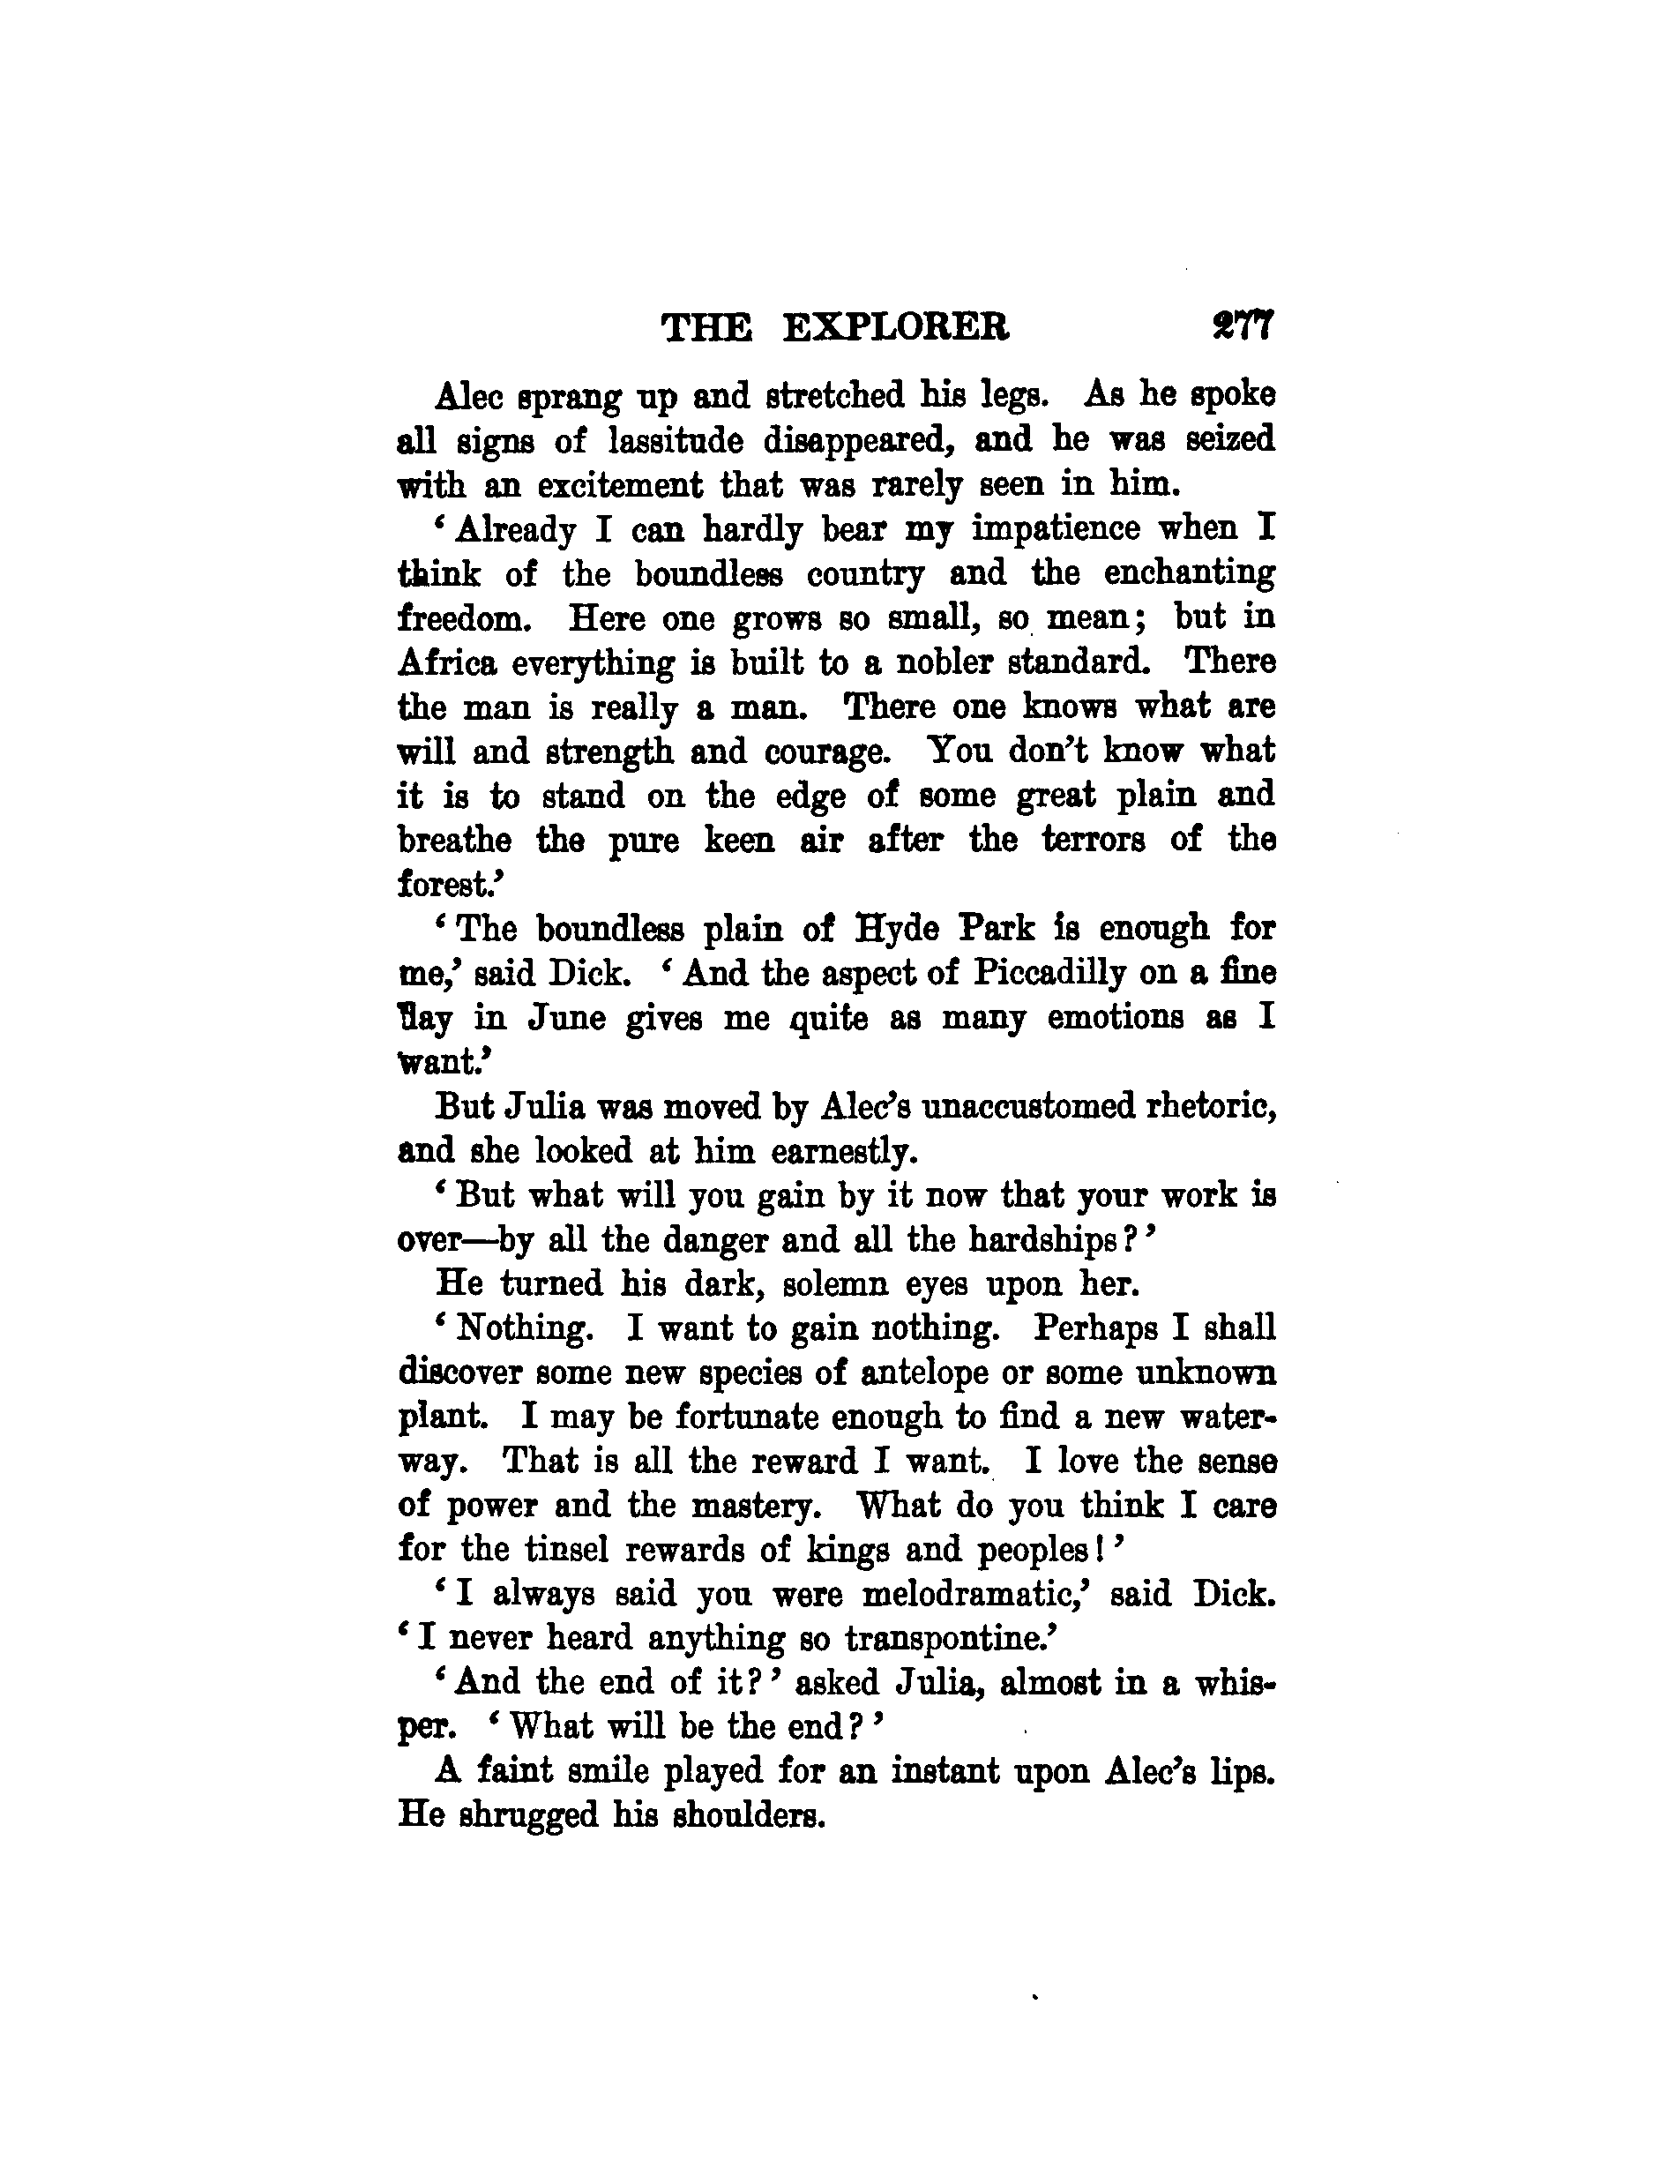 THE EXPLORER 277
Alec sprang up and stretched his legs. As he spoke
all signs of lassitude disappeared, and he was seized
with an excitement that was rarely seen in him.
‘Already I can hardly bear my impatience when I
think of the boundless country and the enchanting
freedom. Here one grows so small, so mean; but in
Africa everything is built to a nobler standard. There
the man is really a man. There one knows what are
will and strength and courage. You don’t know what
it is to stand on the edge of some great plain and
breathe the pure keen air after the terrors of the
forest.’
‘The boundless plain of Hyde Park is enough for
me,’ said Dick. ‘And the aspect of Piccadilly on a fine
day in June gives me quite as many emotions as I
want.’
But Julia was moved by Alec’s unaccustomed rhetoric,
and she looked at him earnestly.
‘But what will you gain by it now that your work is
over—by all the danger and all the hardships?’
He turned his dark, solemn eyes upon her.
‘Nothing. I want to gain nothing. Perhaps I shall
discover some new species of antelope or some unknown
plant. I may be fortunate enough to find a new water-
way. That is all the reward I want. I love the sense
of power and the mastery. What do you think I care
for the tinsel rewards of kings and peoples!’
‘I always said you were melodramatic,’ said Dick.
‘I never heard anything so transpontine.’
‘And the end of it?’ asked Julia, almost in a whis-
per. ‘What will be the end?’
A faint smile played for an instant upon Alec’s lips.
He shrugged his shoulders.